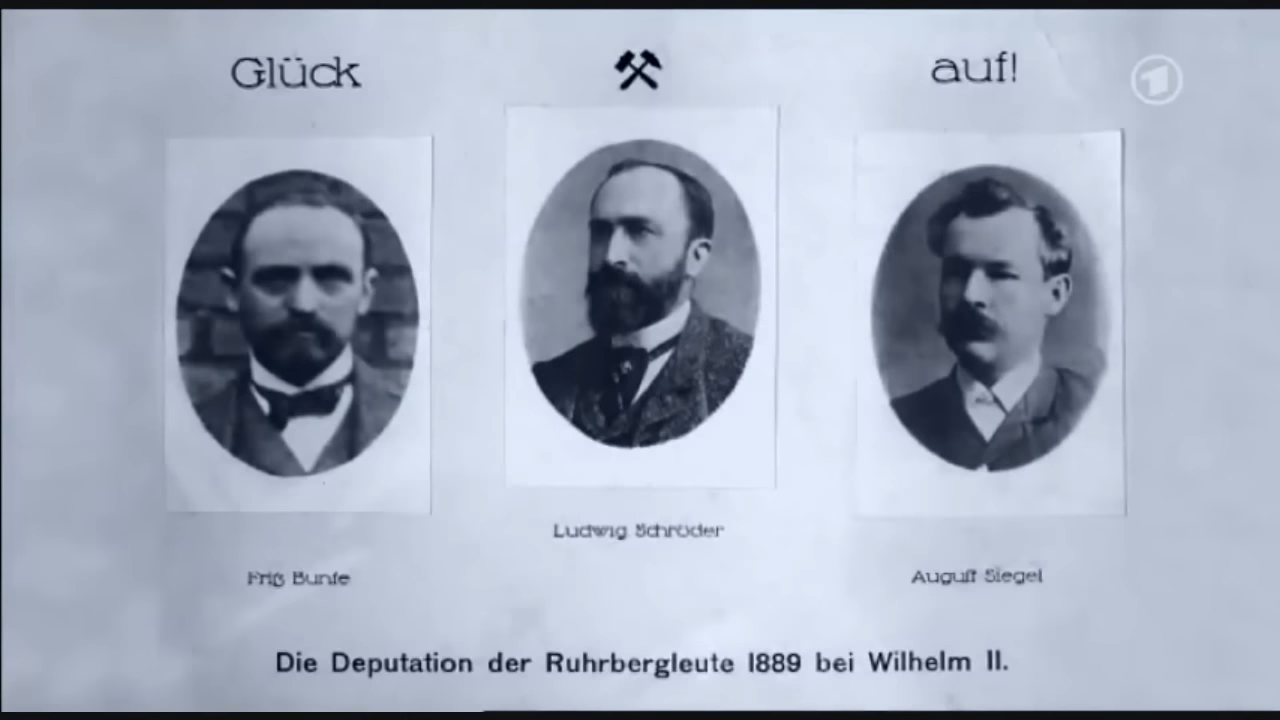 Glück auf!
Ludwig Schröder
Fritz Bunte
August Siegel
Die Deputation der Ruhrbergleute 1889 bei Wilhelm II.